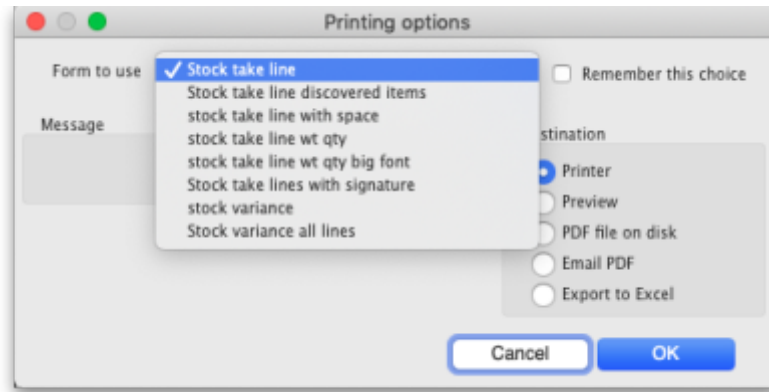 Printing options
Form to use
✓ Stock take line
Stock take line discovered items
stock take line with space
stock take line wt qty
stock take line wt qty big font
Stock take lines with signature
stock variance
Stock variance all lines
Remember this choice
Message
stination
Printer
Preview
PDF file on disk
Email PDF
Export to Excel
Cancel
OK